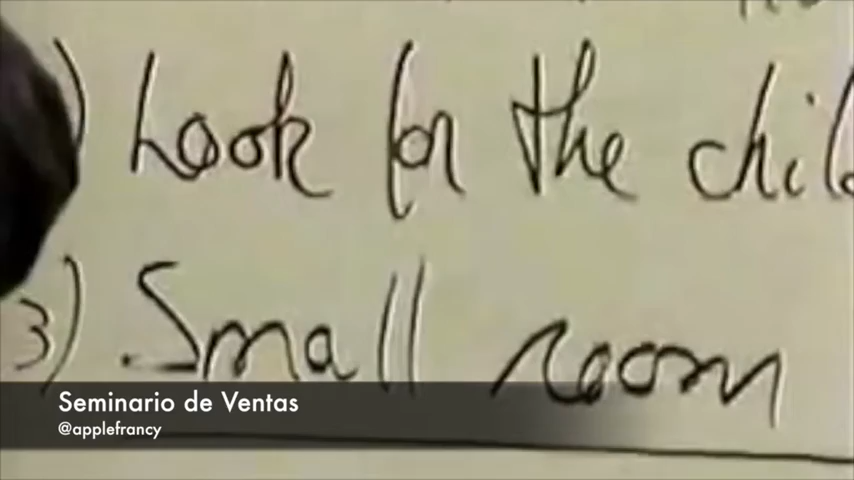 ) Look for the chil
3) Small room
Seminario de Ventas
@applefrancy